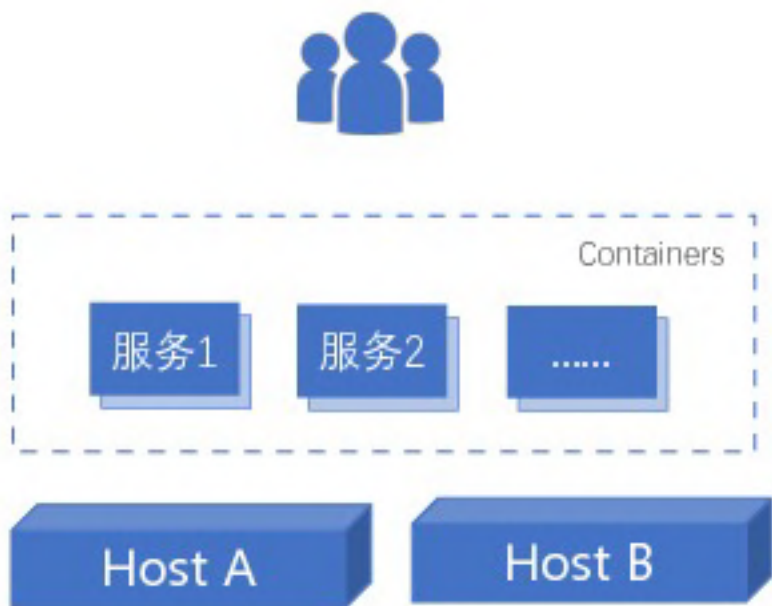 Containers
服务1
服务2
......
Host A
Host B